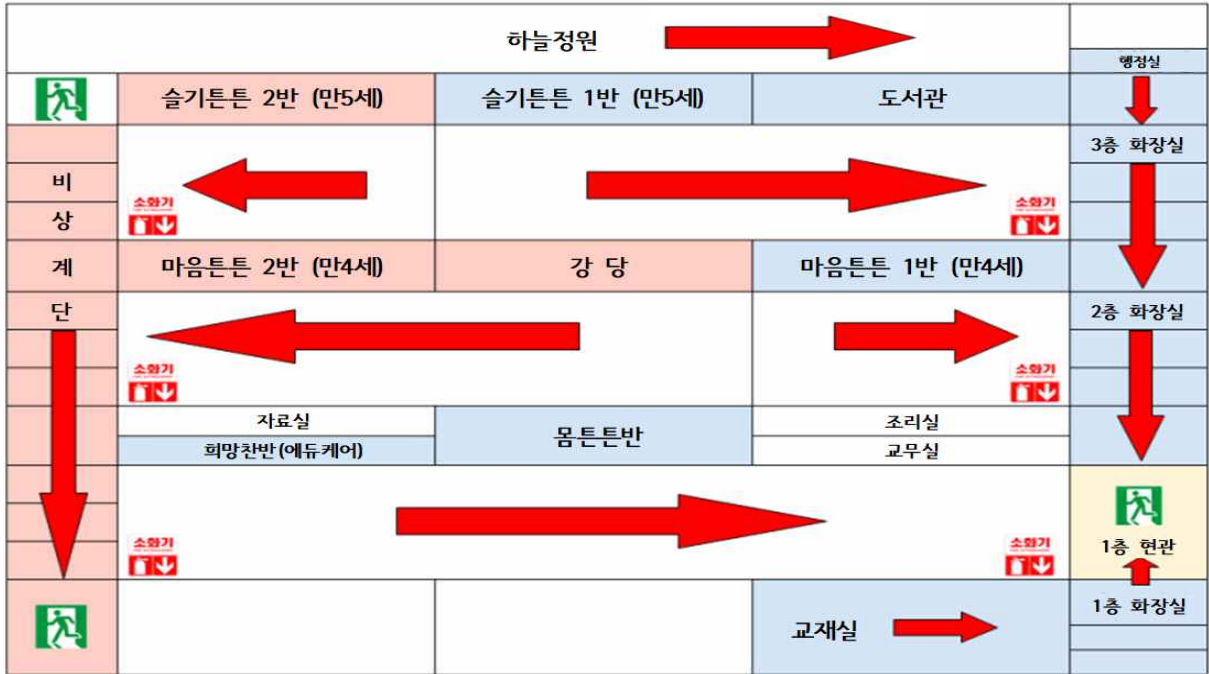 하늘정원
행정실
슬기튼튼 2반 (만5세)
슬기튼튼 1반 (만5세)
도서관
3층 화장실
비
상
계
단
소화기
소화기
마음튼튼 2반 (만4세)
강 당
마음튼튼 1반 (만4세)
2층 화장실
소화기
소화기
자료실
희망찬반(에듀케어)
몸튼튼반
조리실
교무실
소화기
소화기
1층 현관
교재실
1층 화장실